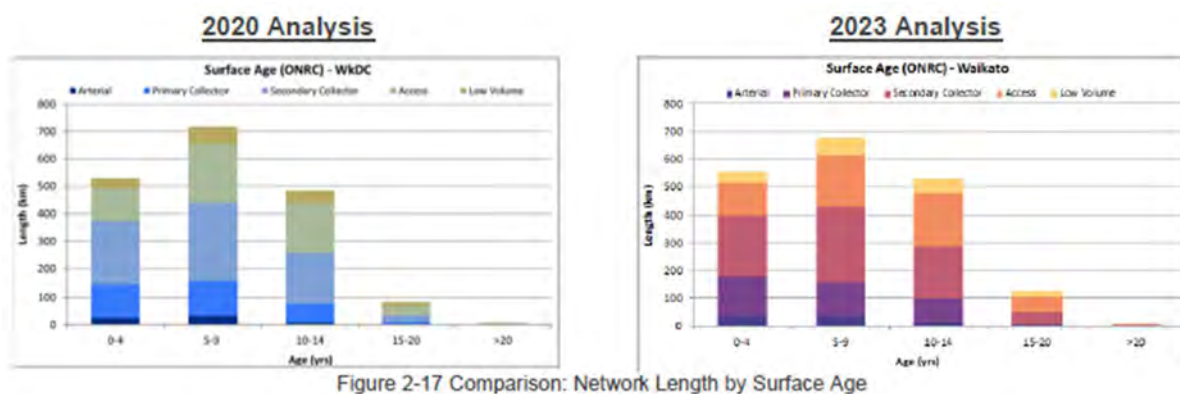 2020 Analysis
2023 Analysis
Surface Age (ONRC) - WkDC
Arterial Primary Collector Secondary Collector Access Low Volume
800
700
600
500
400
300
200
100
0
Length (km)
0-4 5-9 10-14 15-20 >20
Age (yrs)
Surface Age (ONRC) - Waikato
Arterial Primary Collector Secondary Collector Access Low Volume
800
700
600
500
400
300
200
100
0
Length (km)
0-4 5-9 10-14 15-20 >20
Age (yrs)
Figure 2-17 Comparison: Network Length by Surface Age